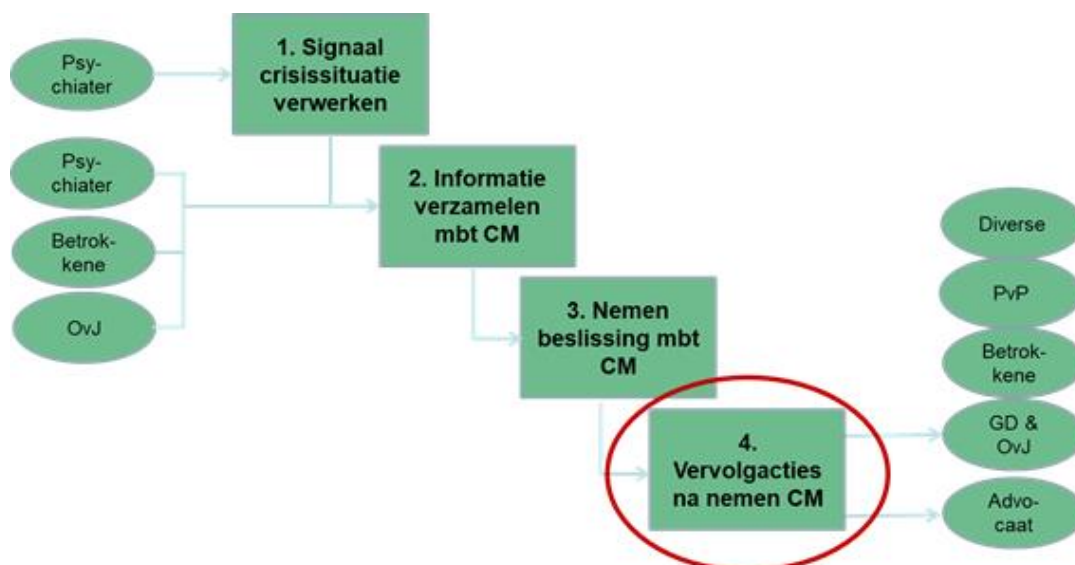 Psy-
chiater
1. Signaal
crisissituatie
verwerken
Psy-
chiater
Betrok-
kene
OvJ
2. Informatie
verzamelen
mbt CM
3. Nemen
beslissing mbt
CM
4.
Vervolgacties
na nemen CM
Diverse
PvP
Betrok-
kene
GD &
OvJ
Advo-
caat